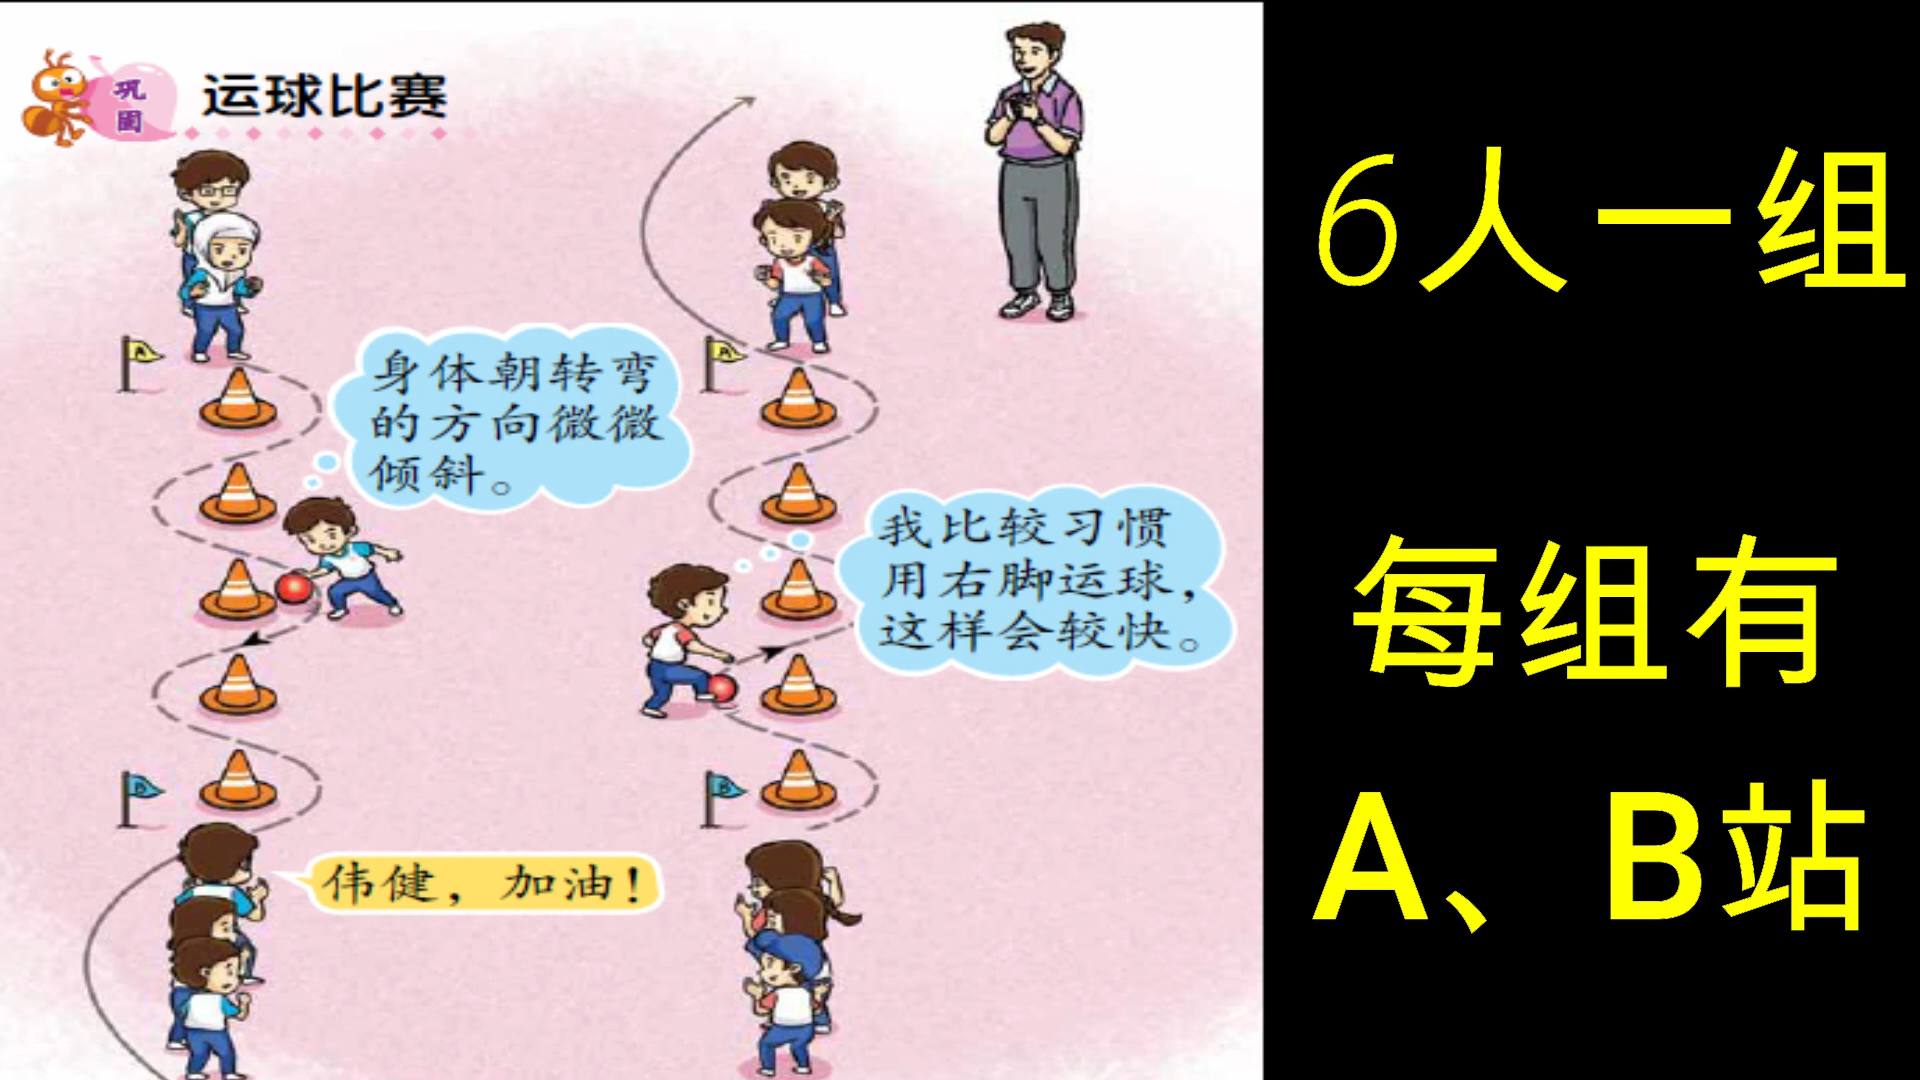 巩
固
运球比赛
A
A
身体朝转弯
的方向微微
倾斜。
我比较习惯
用右脚运球，
这样会较快。
B
B
伟健，加油！
6人一组
每组有
A、B站